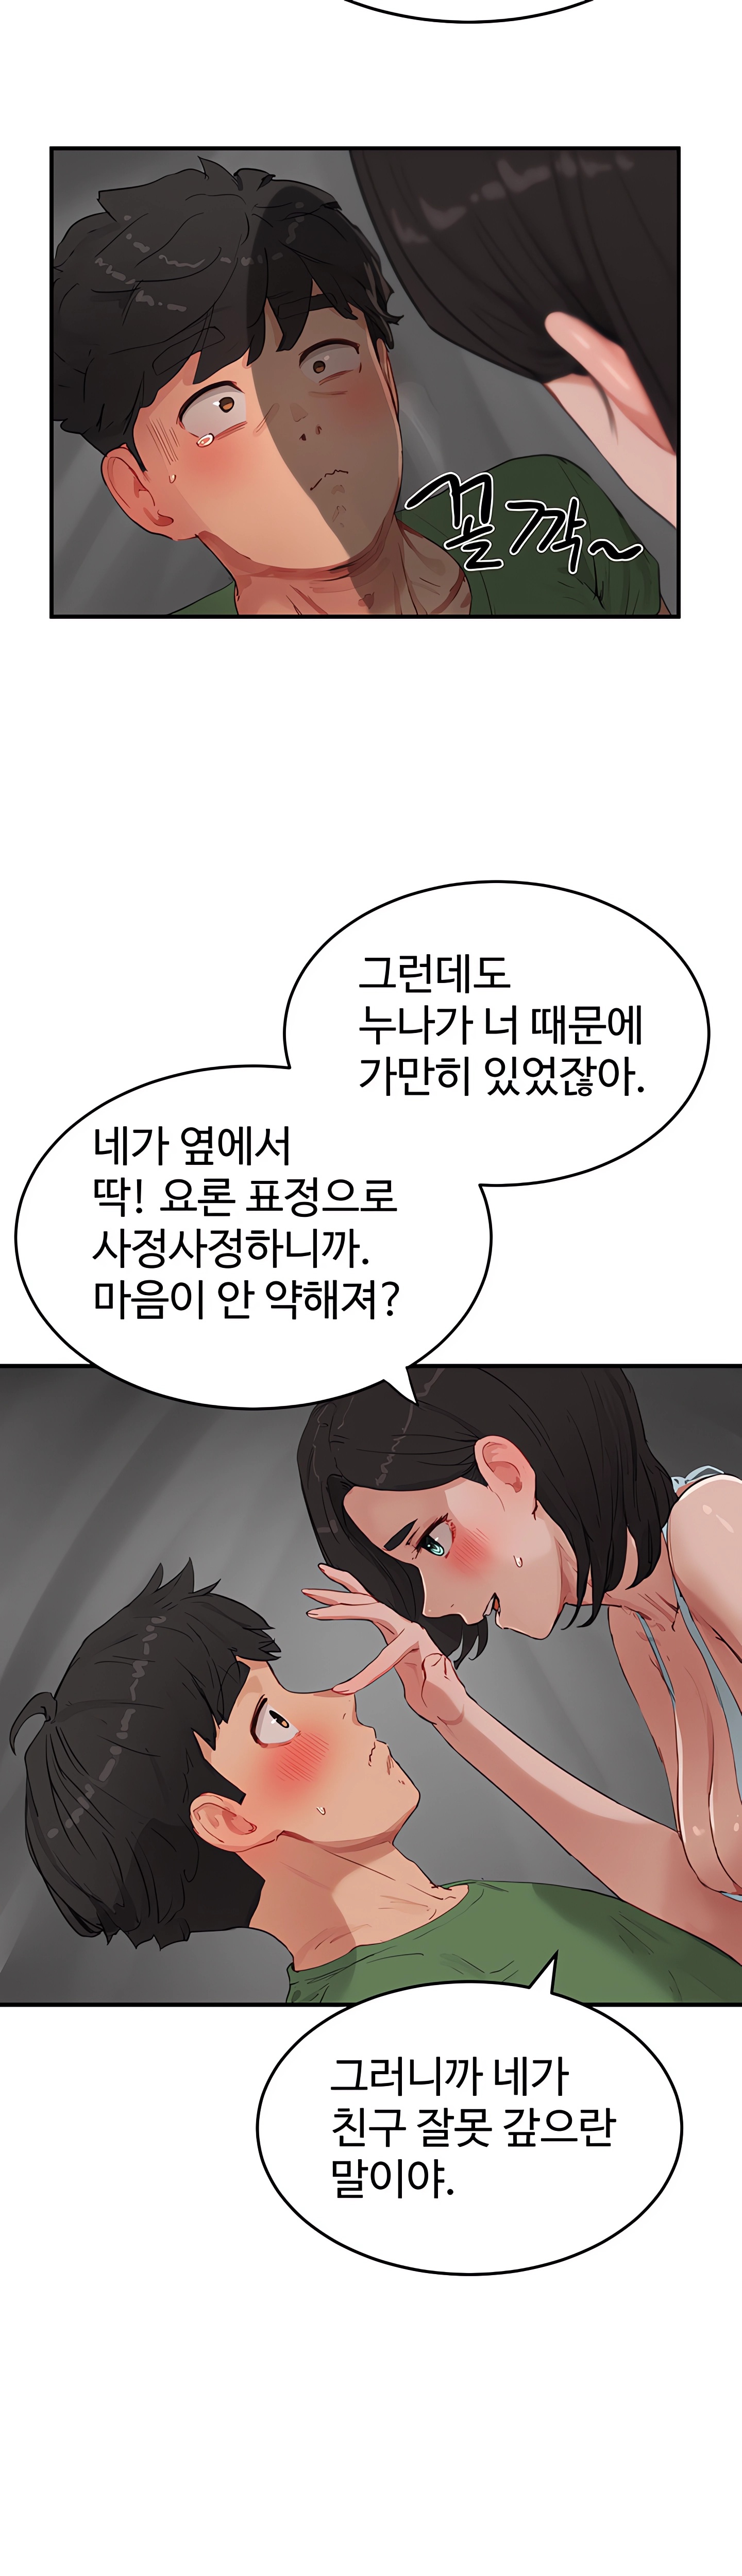 꼴깍~
그런데도
누나가 너 때문에
가만히 있었잖아.
네가 옆에서
딱! 요론 표정으로
사정사정하니까.
마음이 안 약해져?
그러니까 네가
친구 잘못 갚으란
말이야.